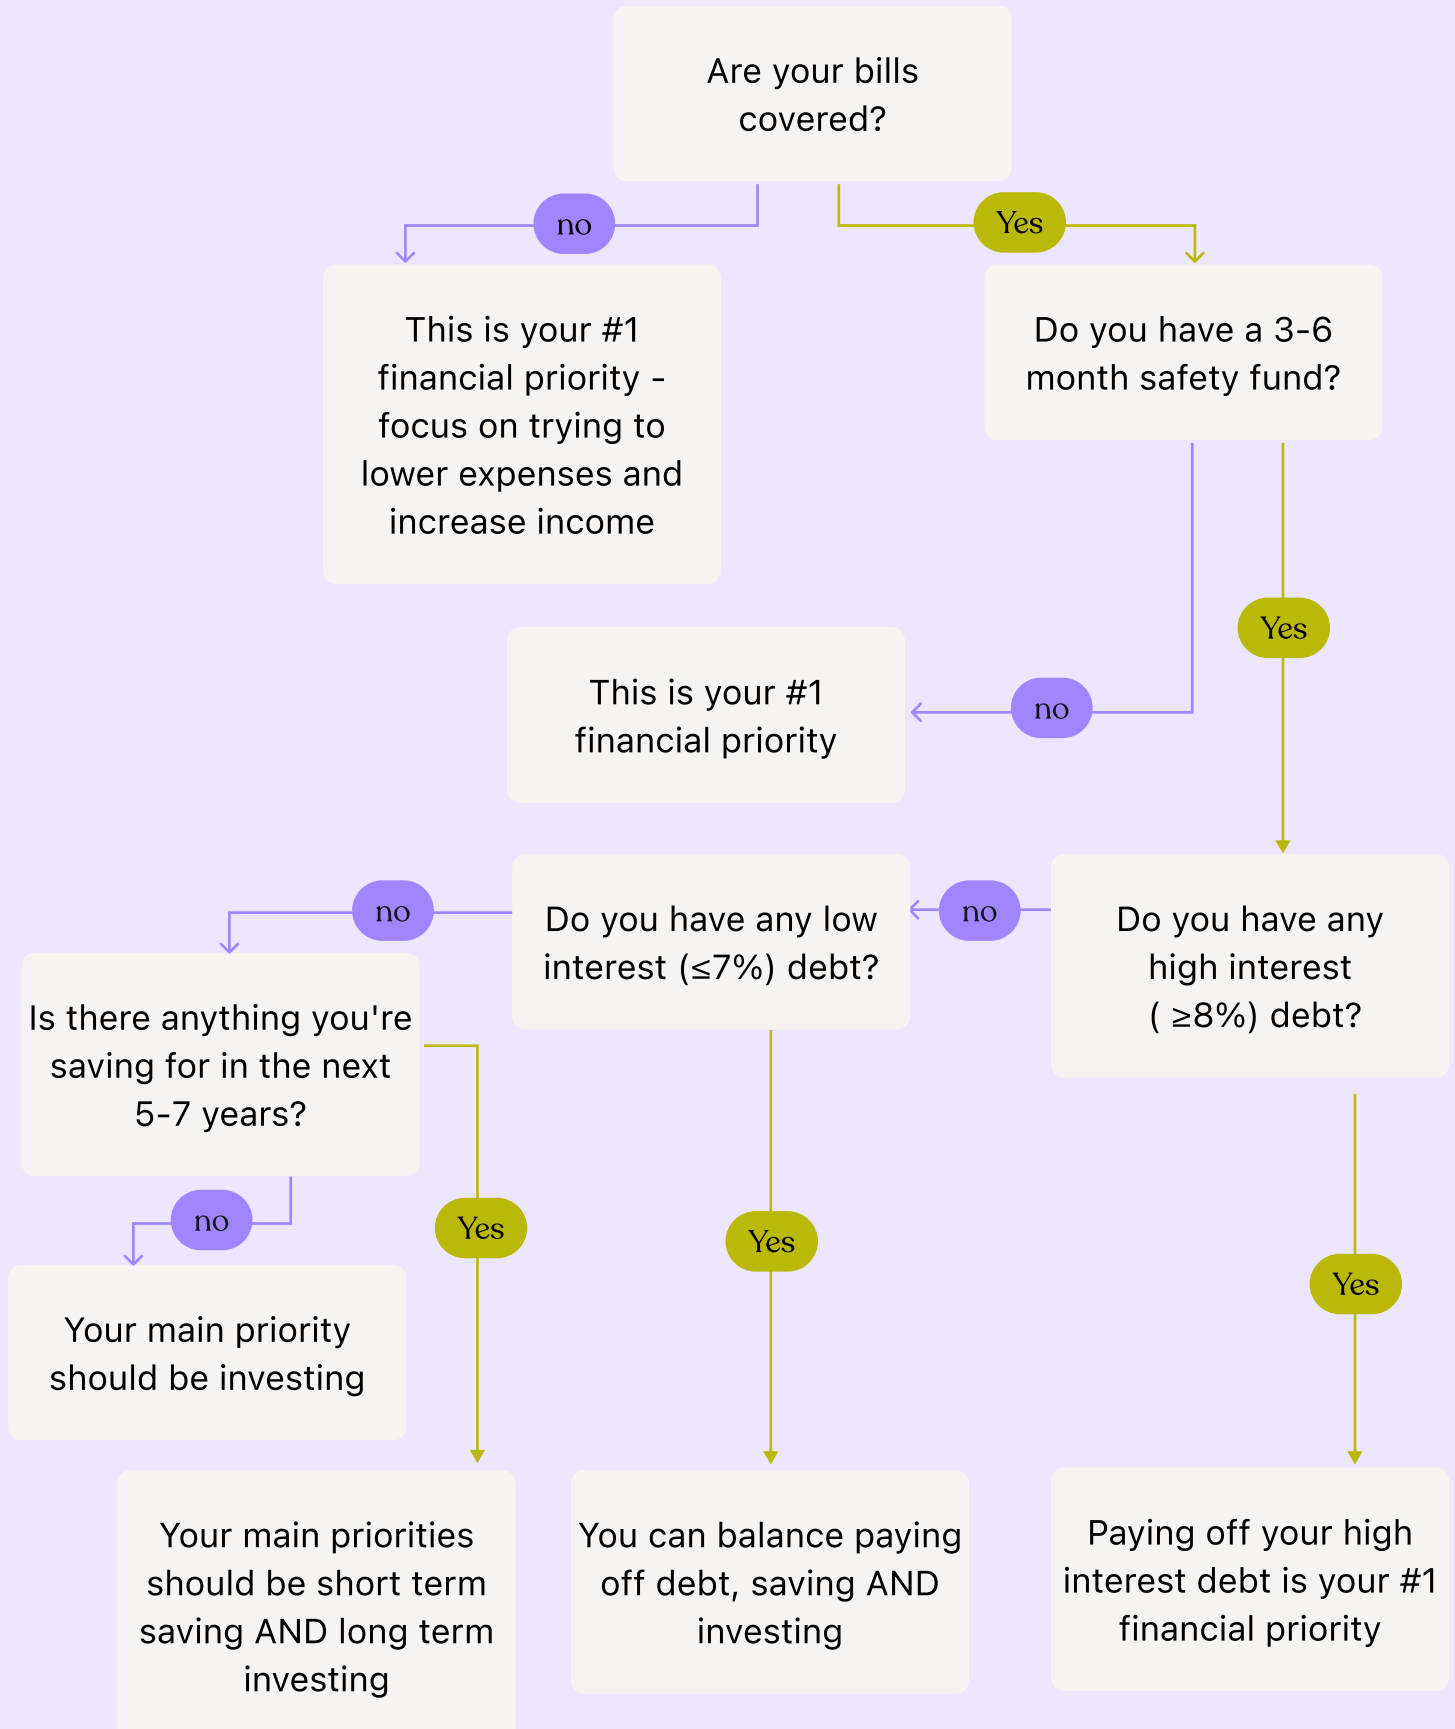 Are your bills
covered?
no
Yes
This is your #1
financial priority -
focus on trying to
lower expenses and
increase income
Do you have a 3-6
month safety fund?
Yes
no
This is your #1
financial priority
Do you have any
high interest
( ≥8%) debt?
no
Do you have any low
interest (≤7%) debt?
no
Is there anything you're
saving for in the next
5-7 years?
no
Yes
Yes
Yes
Your main priority
should be investing
Your main priorities
should be short term
saving AND long term
investing
You can balance paying
off debt, saving AND
investing
Paying off your high
interest debt is your #1
financial priority